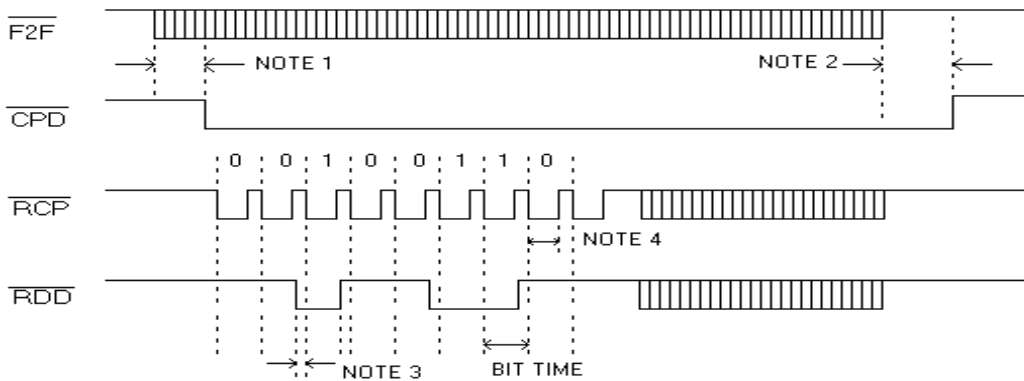 F2F
NOTE 1
NOTE 2
CPD
0 0 1 0 0 1 1 0
RCP
NOTE 4
RDD
NOTE 3
BIT TIME